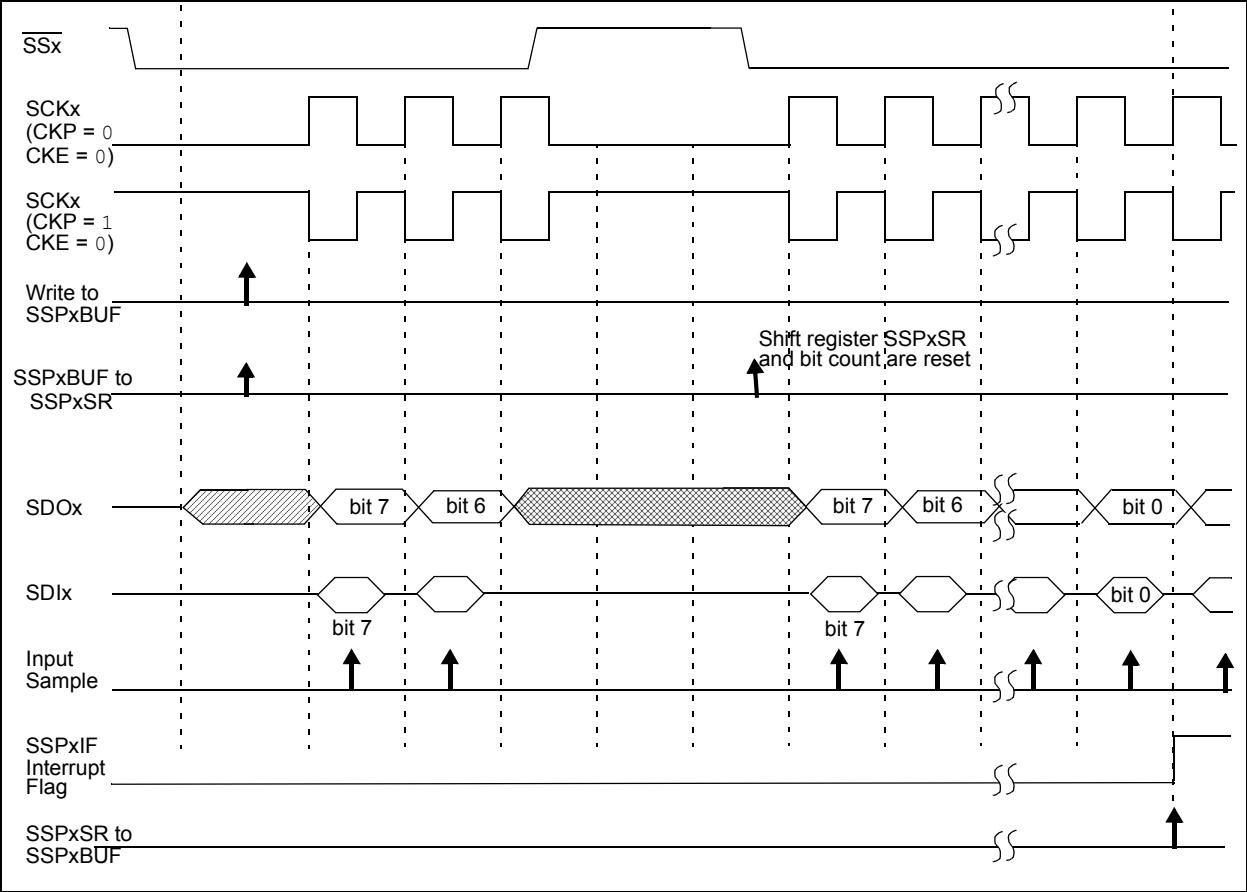 SSx
SCKx
(CKP = 0
CKE = 0)
SCKx
(CKP = 1
CKE = 0)
Write to
SSPxBUF
Shift register SSPxSR
and bit count are reset
SSPxBUF to
SSPxSR
SDOx
bit 7
bit 6
bit 7
bit 6
bit 0
SDIx
bit 0
bit 7
bit 7
Input
Sample
SSPxIF
Interrupt
Flag
SSPxSR to
SSPxBUF